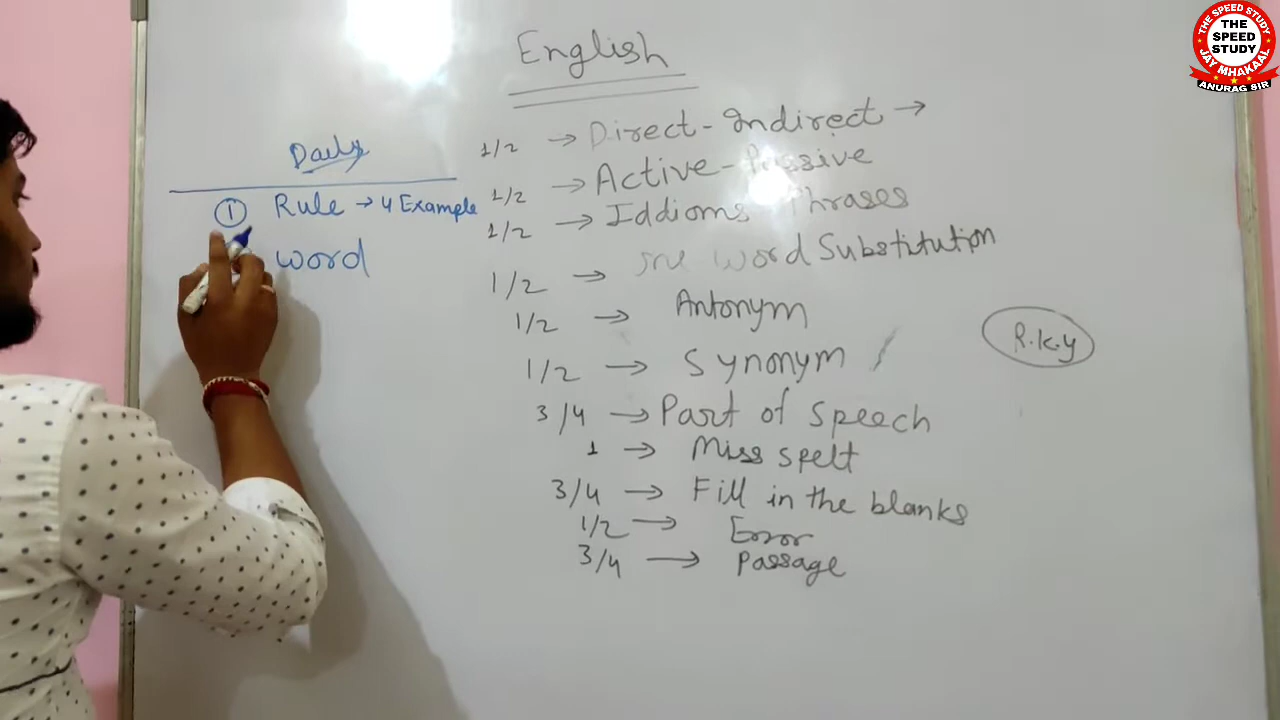 English
Daily
① Rule → 4 Example
word
1/2 → Direct - Indirect →
1/2 → Active - Passive
1/2 → Iddioms Phrases
1/2 → One Word Substitution
1/2 → Antonym
1/2 → Synonym
3/4 → Part of speech
1 → Miss spelt
3/4 → Fill in the blanks
1/2 → Error
3/4 → Passage
R.K.Y
THE SPEED STUDY
THE
SPEED
STUDY
JAY MHAKAAL
ANURAG SIR